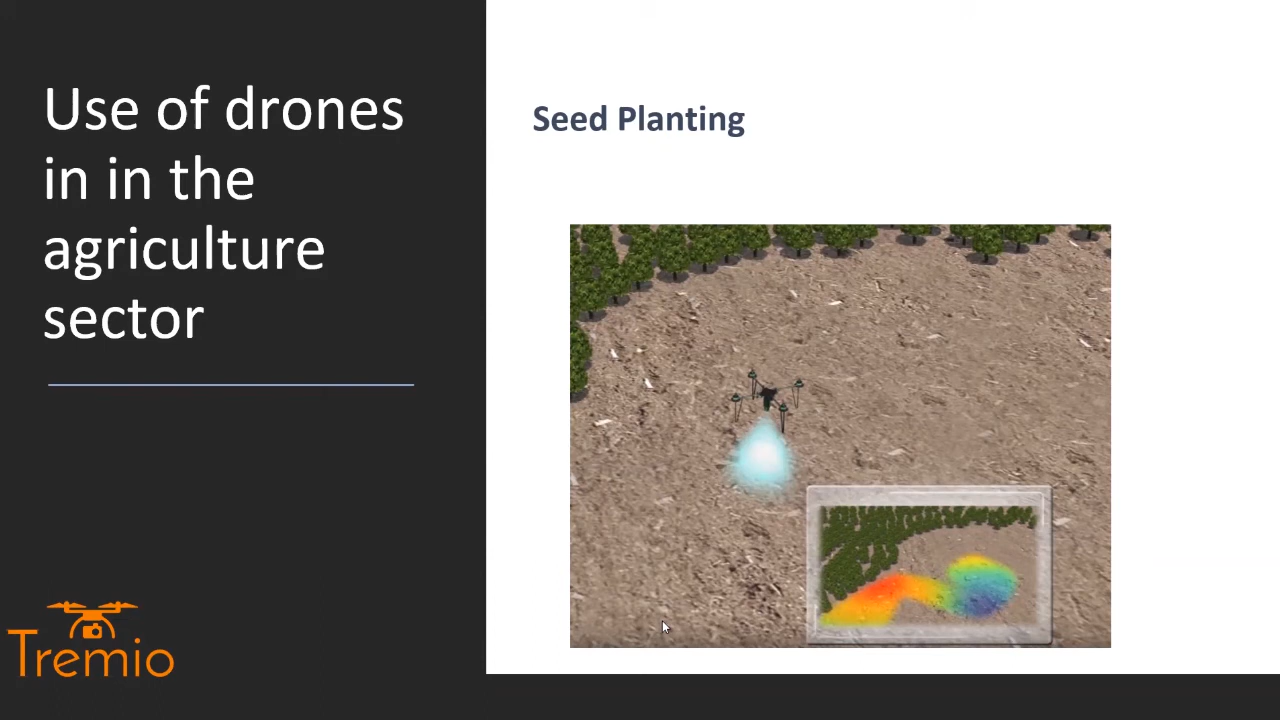 Use of drones
in in the
agriculture
sector
Seed Planting
Tremio